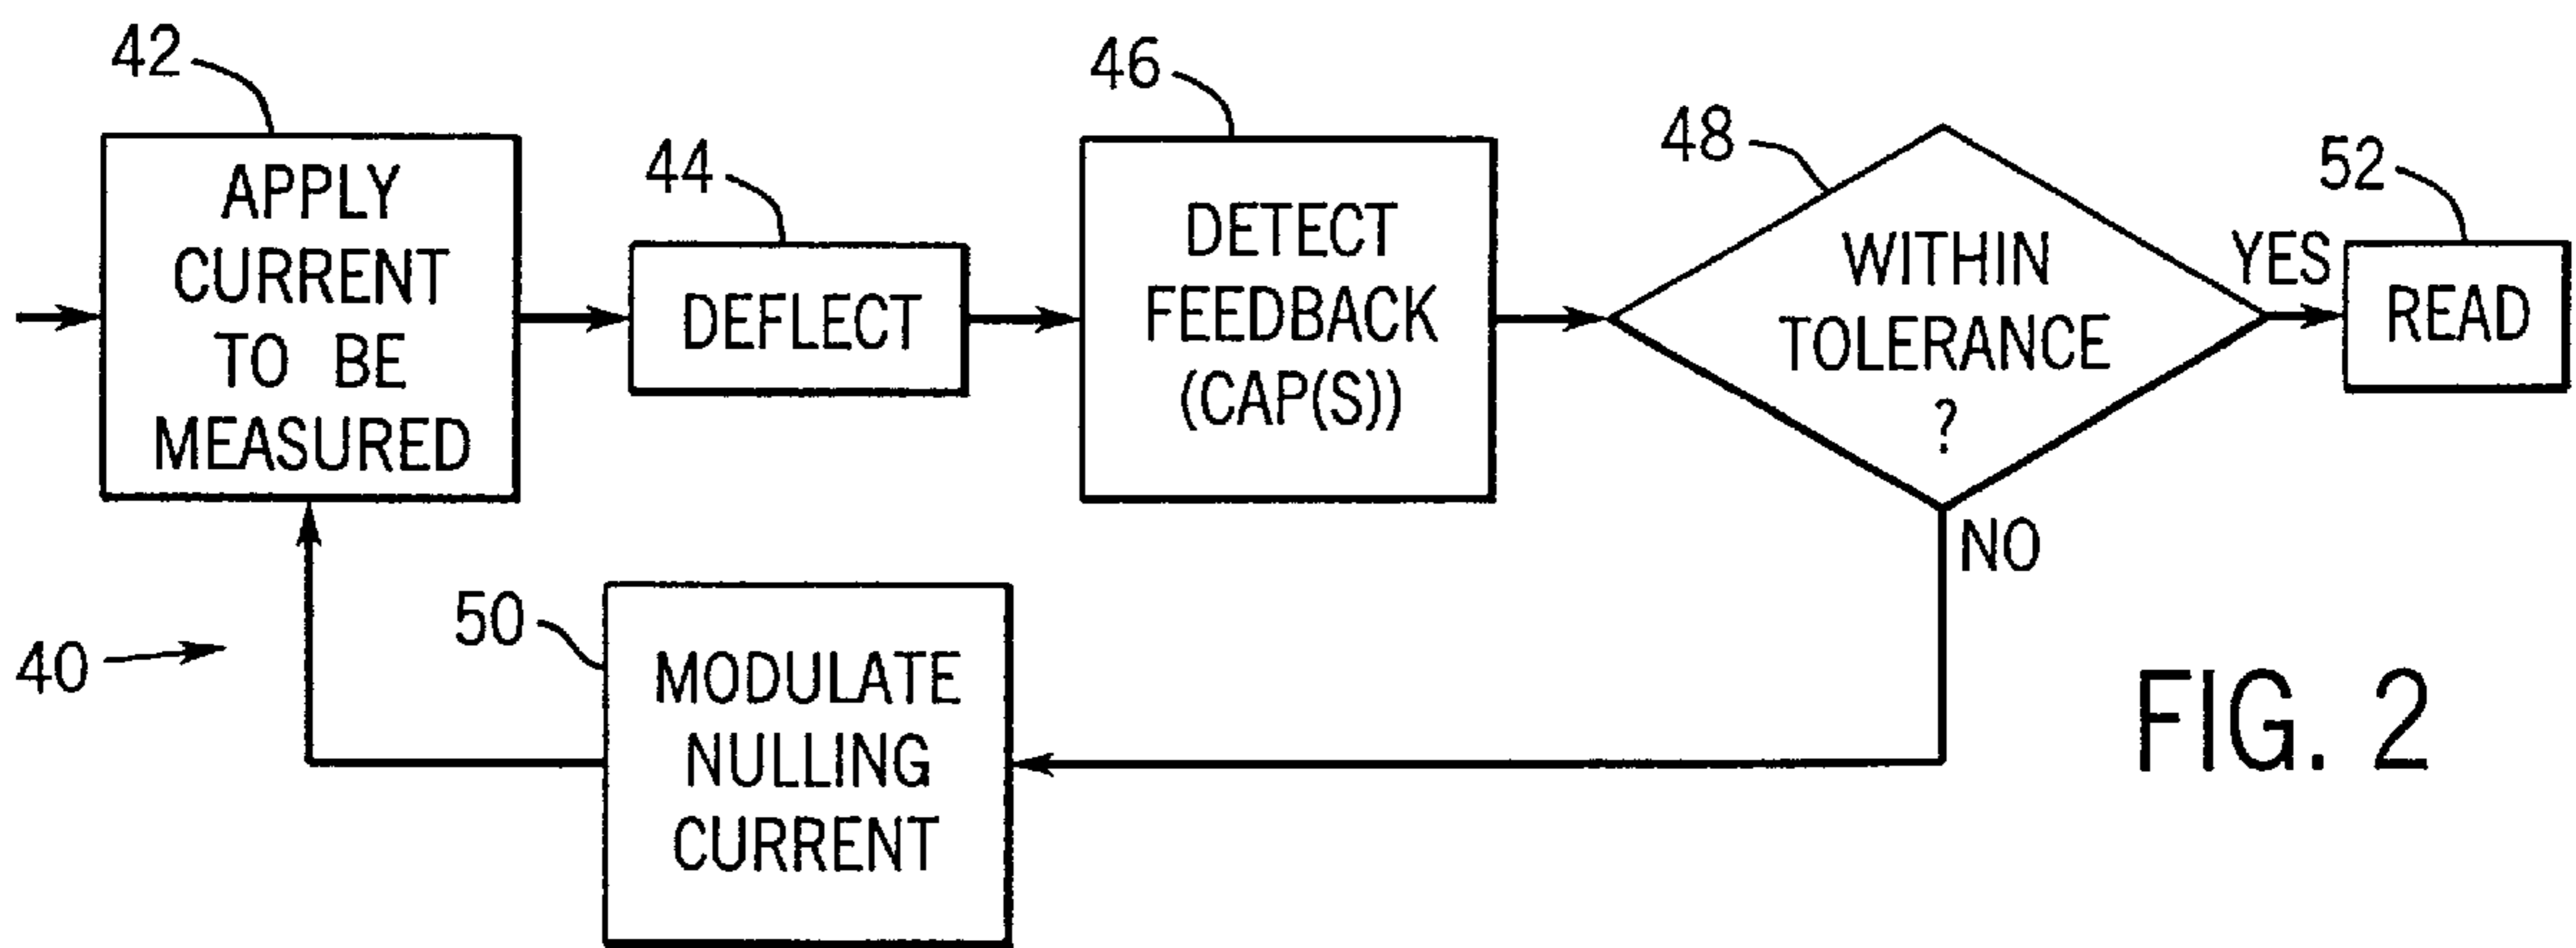 42
APPLY
CURRENT
TO BE
MEASURED
44
DEFLECT
46
DETECT
FEEDBACK
(CAP(S))
48
WITHIN
TOLERANCE
?
YES
52
READ
NO
50
MODULATE
NULLING
CURRENT
40
FIG. 2